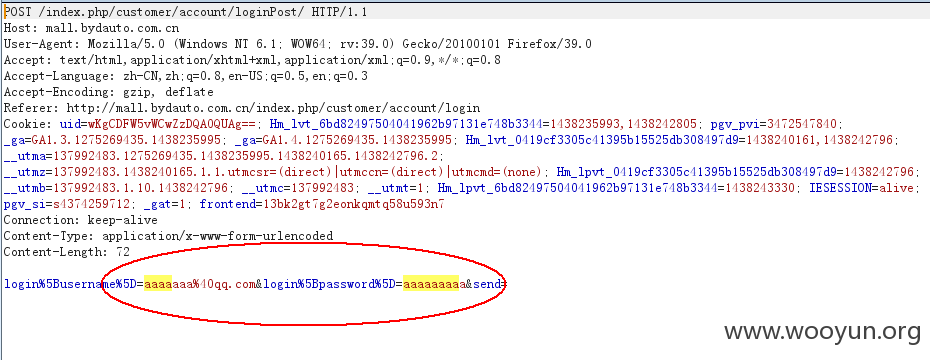 POST /index.php/customer/account/loginPost/ HTTP/1.1
Host: mall.bydauto.com.cn
User-Agent: Mozilla/5.0 (Windows NT 6.1; WOW64; rv:39.0) Gecko/20100101 Firefox/39.0
Accept: text/html,application/xhtml+xml,application/xml;q=0.9,*/*;q=0.8
Accept-Language: zh-CN,zh;q=0.8,en-US;q=0.5,en;q=0.3
Accept-Encoding: gzip, deflate
Referer: http://mall.bydauto.com.cn/index.php/customer/account/login
Cookie: uid=wKgCDFW5vWCwZzDQA0QUAg==; Hm_lvt_6bd82497504041962b97131e748b3344=1438235993,1438242805; pgv_pvi=3472547840;
_ga=GA1.3.1275269435.1438235995; _ga=GA1.4.1275269435.1438235995; Hm_lvt_0419cf3305c41395b15525db308497d9=1438240161,1438242796;
__utma=137992483.1275269435.1438235995.1438240165.1438242796.2;
__utmz=137992483.1438240165.1.1.utmcsr=(direct)|utmccn=(direct)|utmcmd=(none); Hm_lpvt_0419cf3305c41395b15525db308497d9=1438242796;
__utmb=137992483.1.10.1438242796; __utmc=137992483; __utmt=1; Hm_lpvt_6bd82497504041962b97131e748b3344=1438243330; IESESSION=alive;
pgv_si=s4374259712; _gat=1; frontend=13bk2gt7g2eonkqmtq58u593n7
Connection: keep-alive
Content-Type: application/x-www-form-urlencoded
Content-Length: 72
login%5Busername%5D=aaaaaaa%40qq.com&login%5Bpassword%5D=aaaaaaaaa&send=
www.wooyun.org